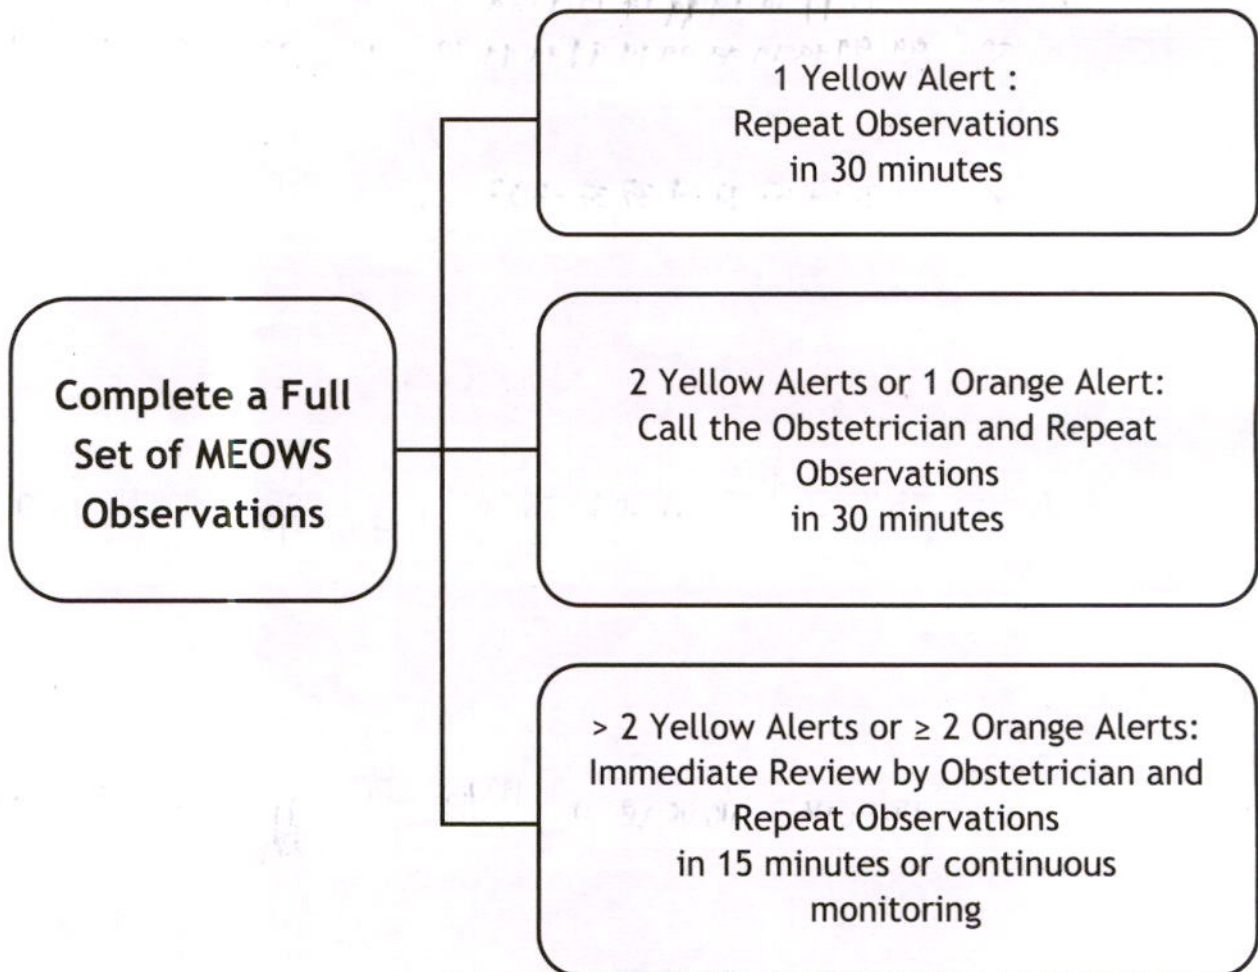 1 Yellow Alert :
Repeat Observations
in 30 minutes
Complete a Full
Set of MEOWS
Observations
2 Yellow Alerts or 1 Orange Alert:
Call the Obstetrician and Repeat
Observations
in 30 minutes
> 2 Yellow Alerts or ≥ 2 Orange Alerts:
Immediate Review by Obstetrician and
Repeat Observations
in 15 minutes or continuous
monitoring